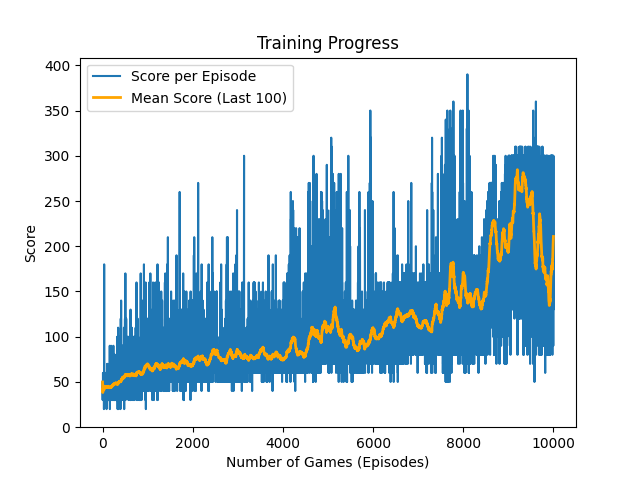 Training Progress
Score per Episode
Mean Score (Last 100)
400
350
300
250
200
150
100
50
0
Score
0 2000 4000 6000 8000 10000
Number of Games (Episodes)